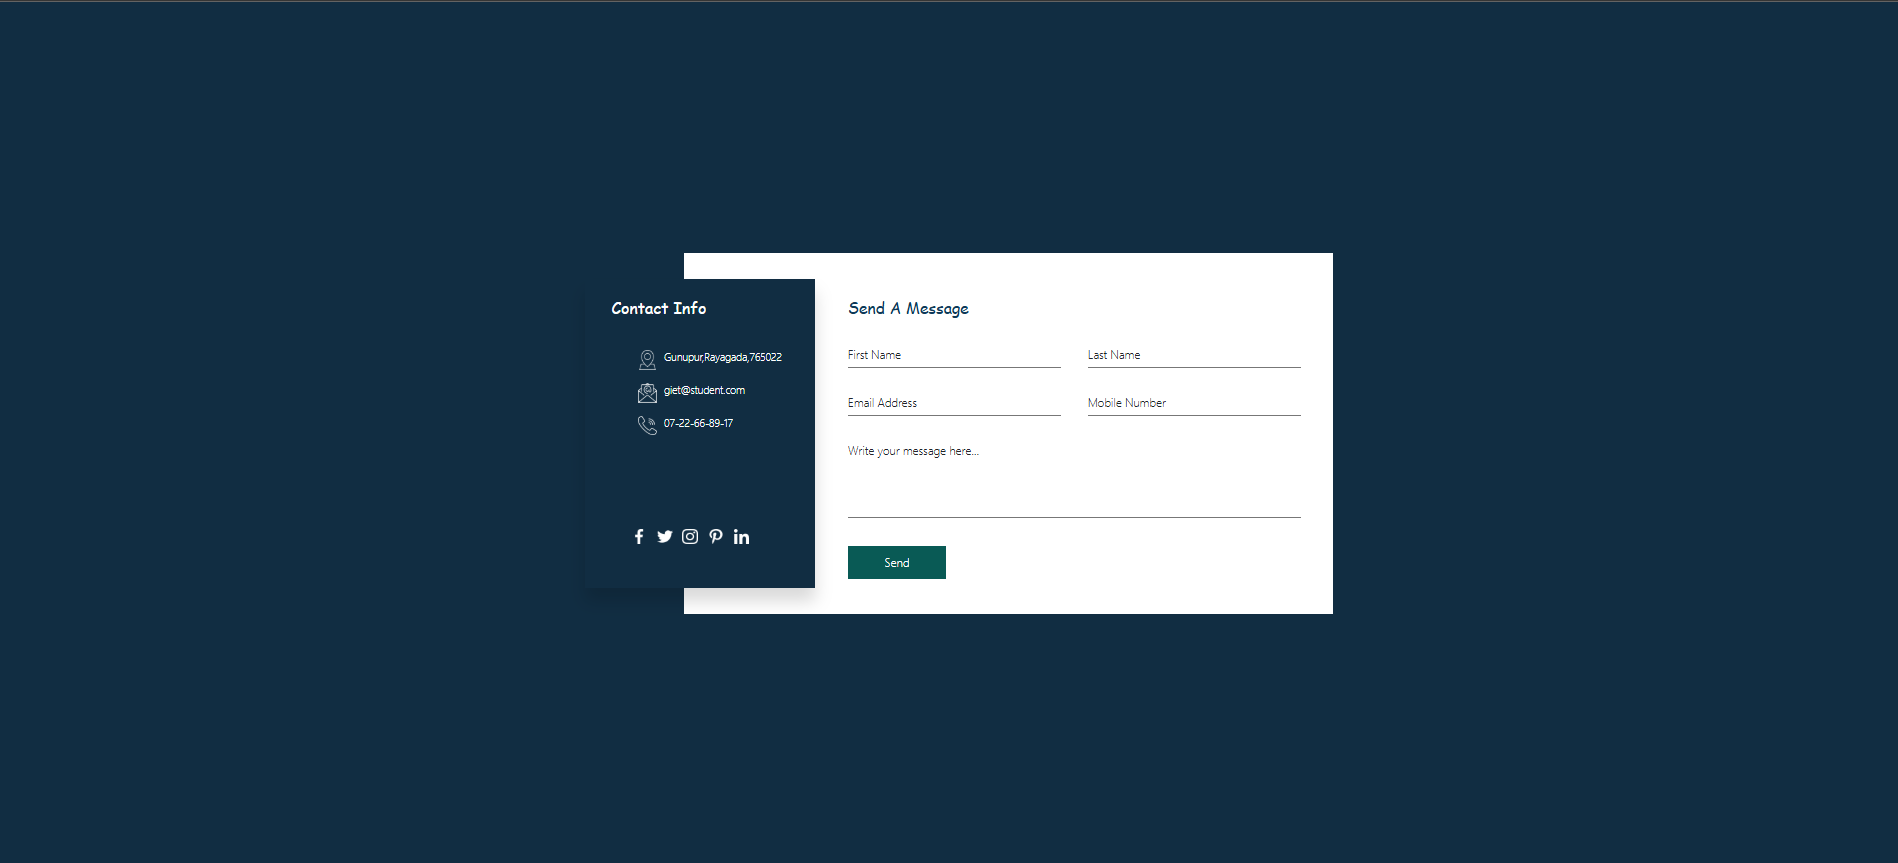 Contact Info
Gunupur,Rayagada,765022
giet@student.com
07-22-66-89-17
Send A Message
First Name
Last Name
Email Address
Mobile Number
Write your message here...
Send